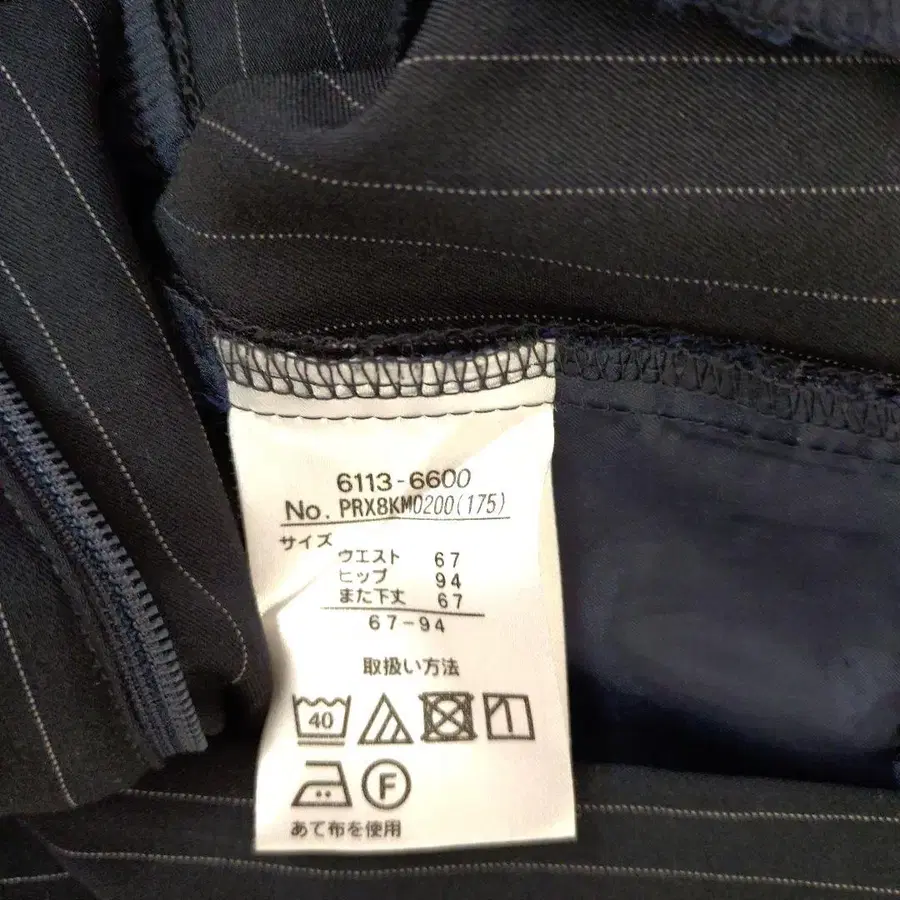 6113-6600
No. PRX8KM0200(175)
サイズ
ウエスト 67
ヒップ 94
また下丈 67
67-94
取扱い方法
40
F
あて布を使用